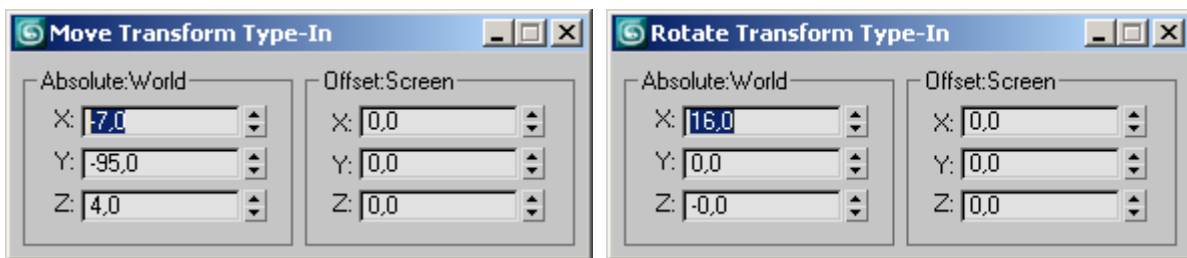 Move Transform Type-In
Absolute:World
Offset:Screen
X: -7,0
X: 0,0
Y: -95,0
Y: 0,0
Z: 4,0
Z: 0,0
Rotate Transform Type-In
Absolute:World
Offset:Screen
X: 16,0
X: 0,0
Y: 0,0
Y: 0,0
Z: -0,0
Z: 0,0